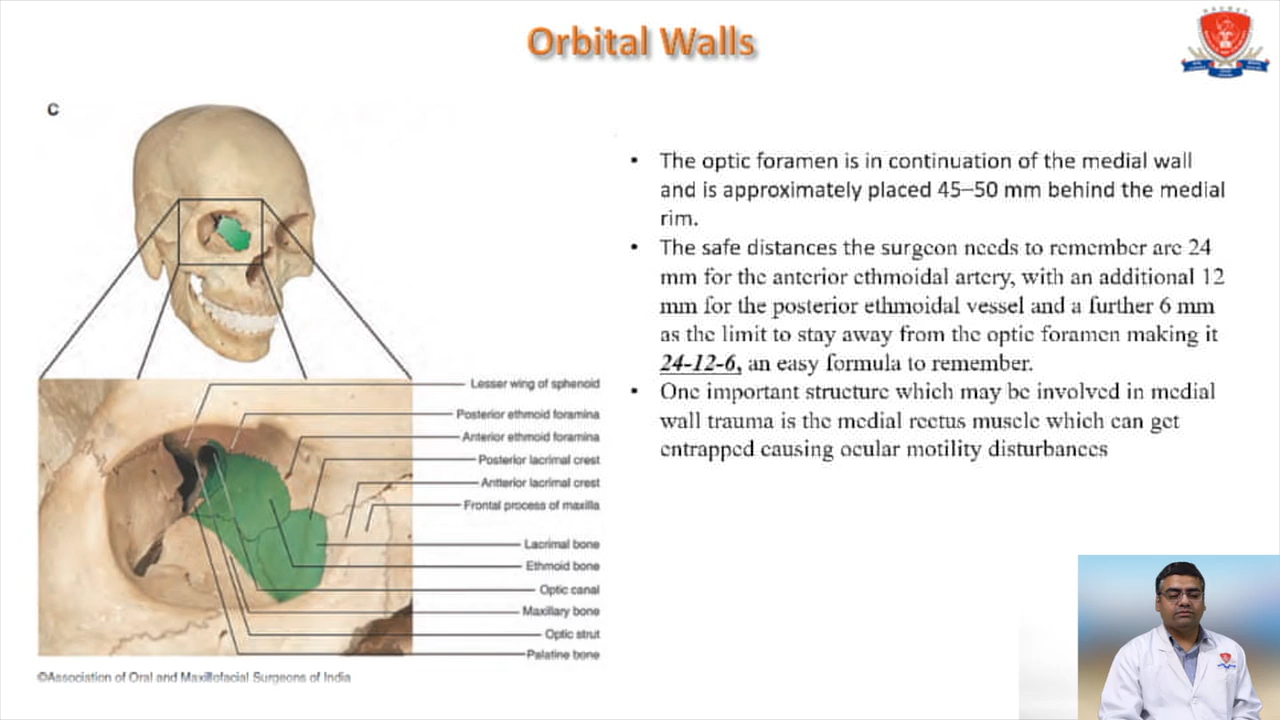 Orbital Walls
C
• The optic foramen is in continuation of the medial wall
and is approximately placed 45–50 mm behind the medial
rim.
• The safe distances the surgeon needs to remember are 24
mm for the anterior ethmoidal artery, with an additional 12
mm for the posterior ethmoidal vessel and a further 6 mm
as the limit to stay away from the optic foramen making it
24-12-6, an easy formula to remember.
• One important structure which may be involved in medial
wall trauma is the medial rectus muscle which can get
entrapped causing ocular motility disturbances
Lesser wing of sphenoid
Posterior ethmoid foramina
Anterior ethmoid foramina
Posterior lacrimal crest
Antterior lacrimal crest
Frontal process of maxilla
Lacrimal bone
Ethmoid bone
Optic canal
Maxillary bone
Optic strut
Palatine bone
©Association of Oral and Maxillofacial Surgeons of India